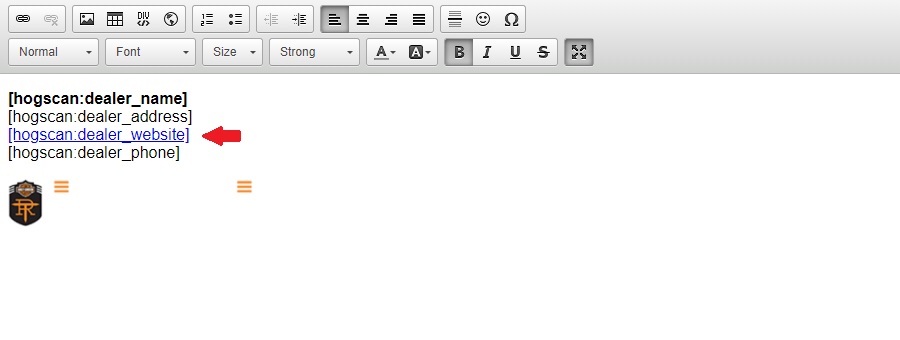 DIV
Normal Font Size Strong A A B I U S
[hogscan:dealer_name]
[hogscan:dealer_address]
[hogscan:dealer_website]
[hogscan:dealer_phone]